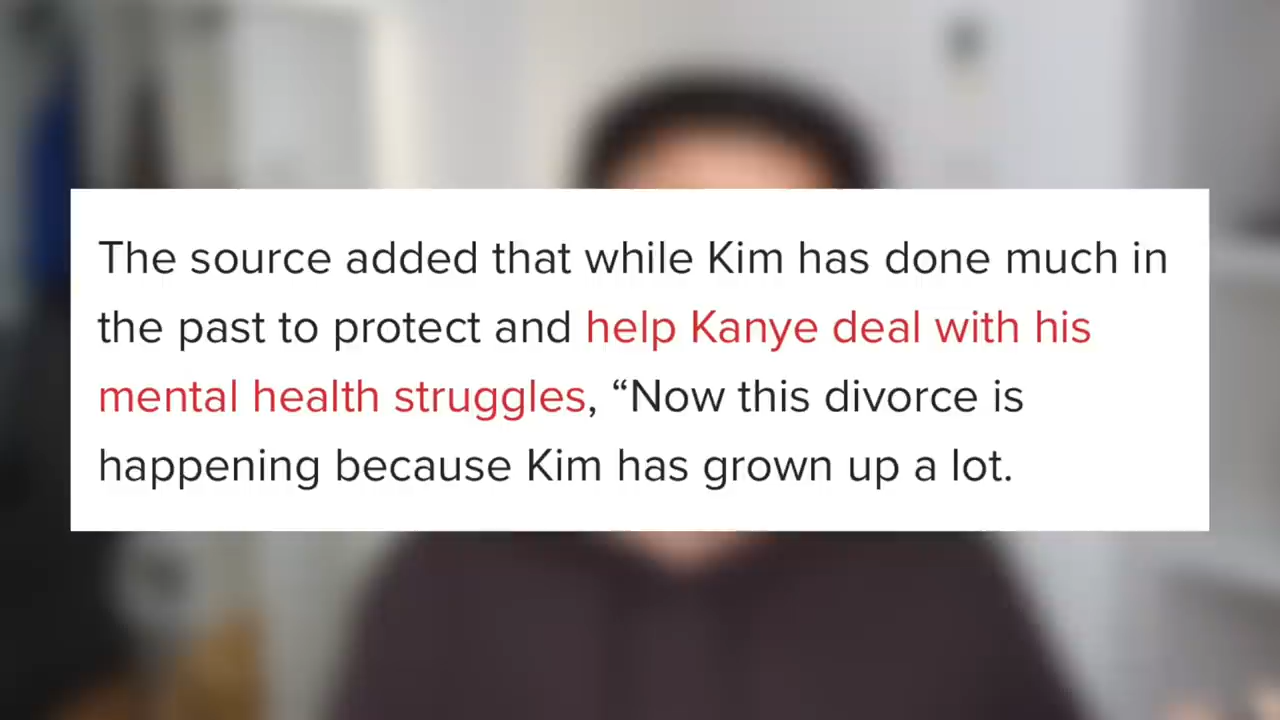 The source added that while Kim has done much in
the past to protect and help Kanye deal with his
mental health struggles, “Now this divorce is
happening because Kim has grown up a lot.